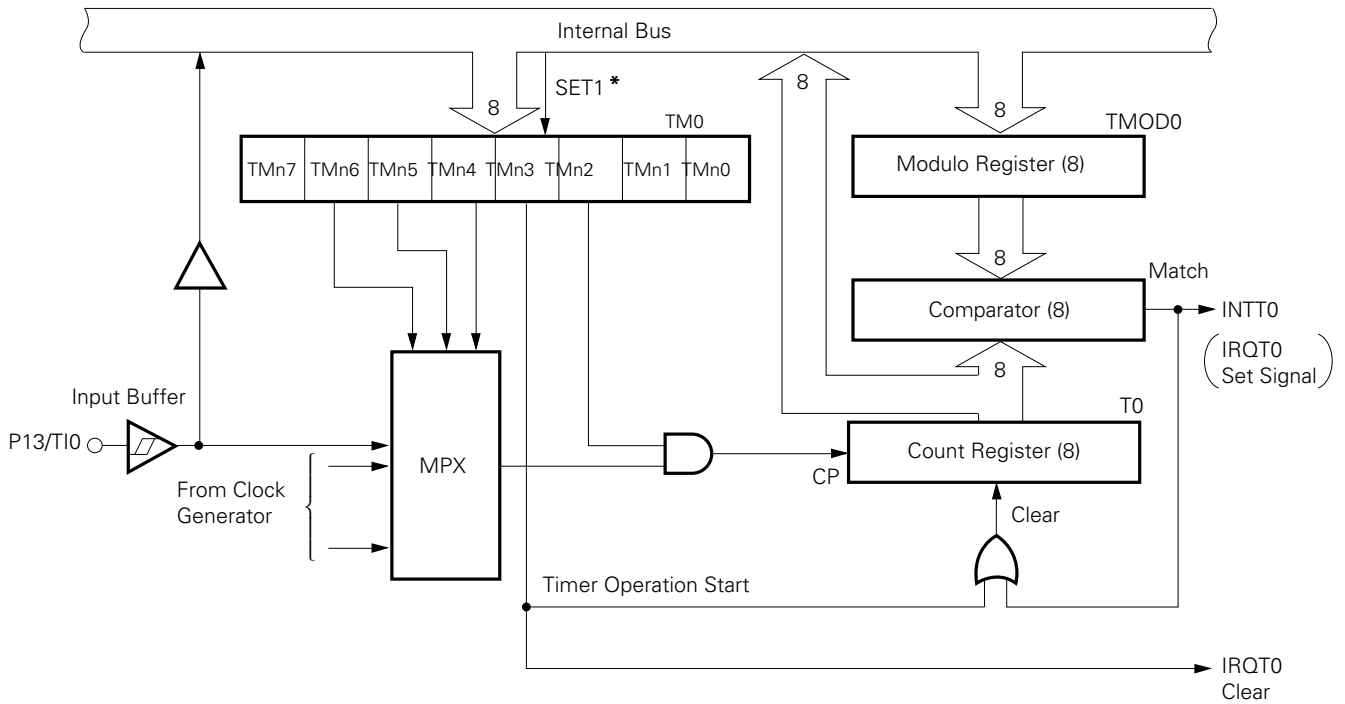 Internal Bus
SET1 *
8
8
8
TM0
TMOD0
TMn7 TMn6 TMn5 TMn4 TMn3 TMn2 TMn1 TMn0
Modulo Register (8)
8
Match
Comparator (8)
INTT0
(IRQT0
Set Signal)
8
Input Buffer
T0
P13/TI0
MPX
Count Register (8)
CP
From Clock
Generator
Clear
Timer Operation Start
IRQT0
Clear